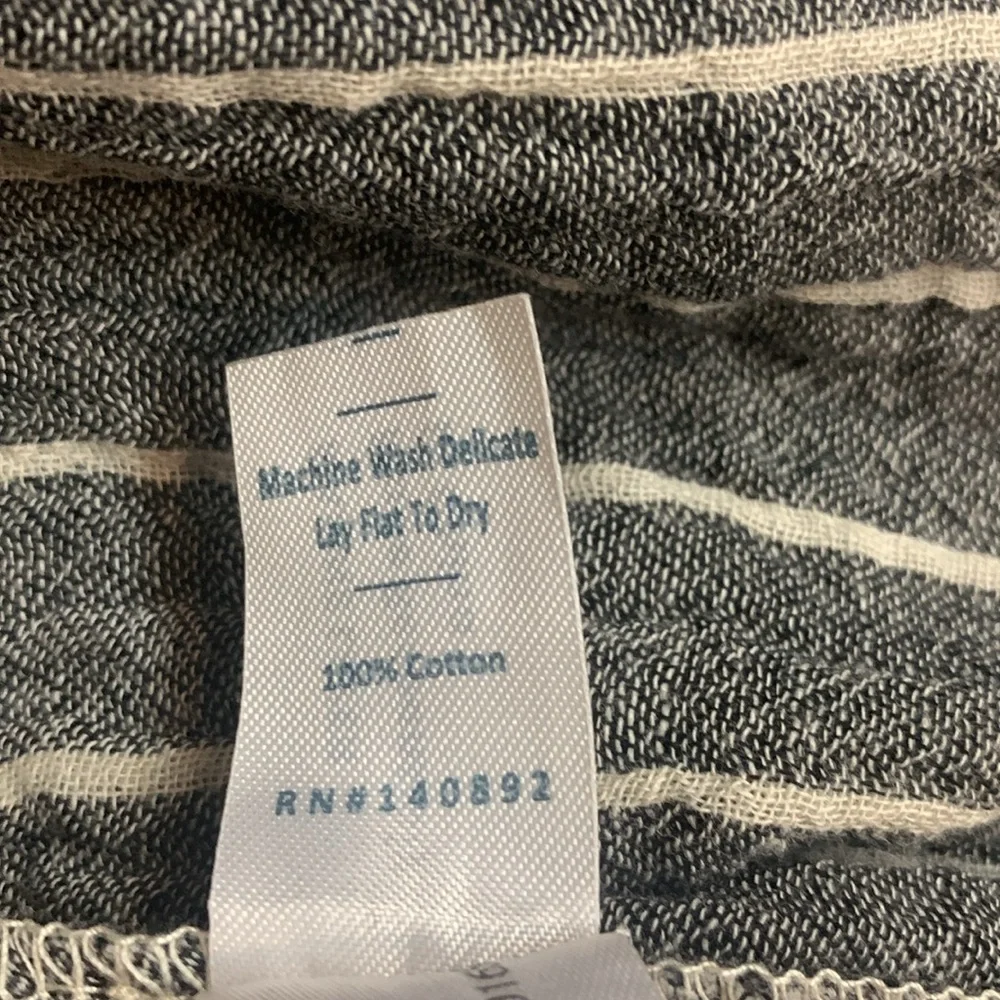 Machine Wash Delicate
Lay Flat To Dry
100% Cotton
RN#140892